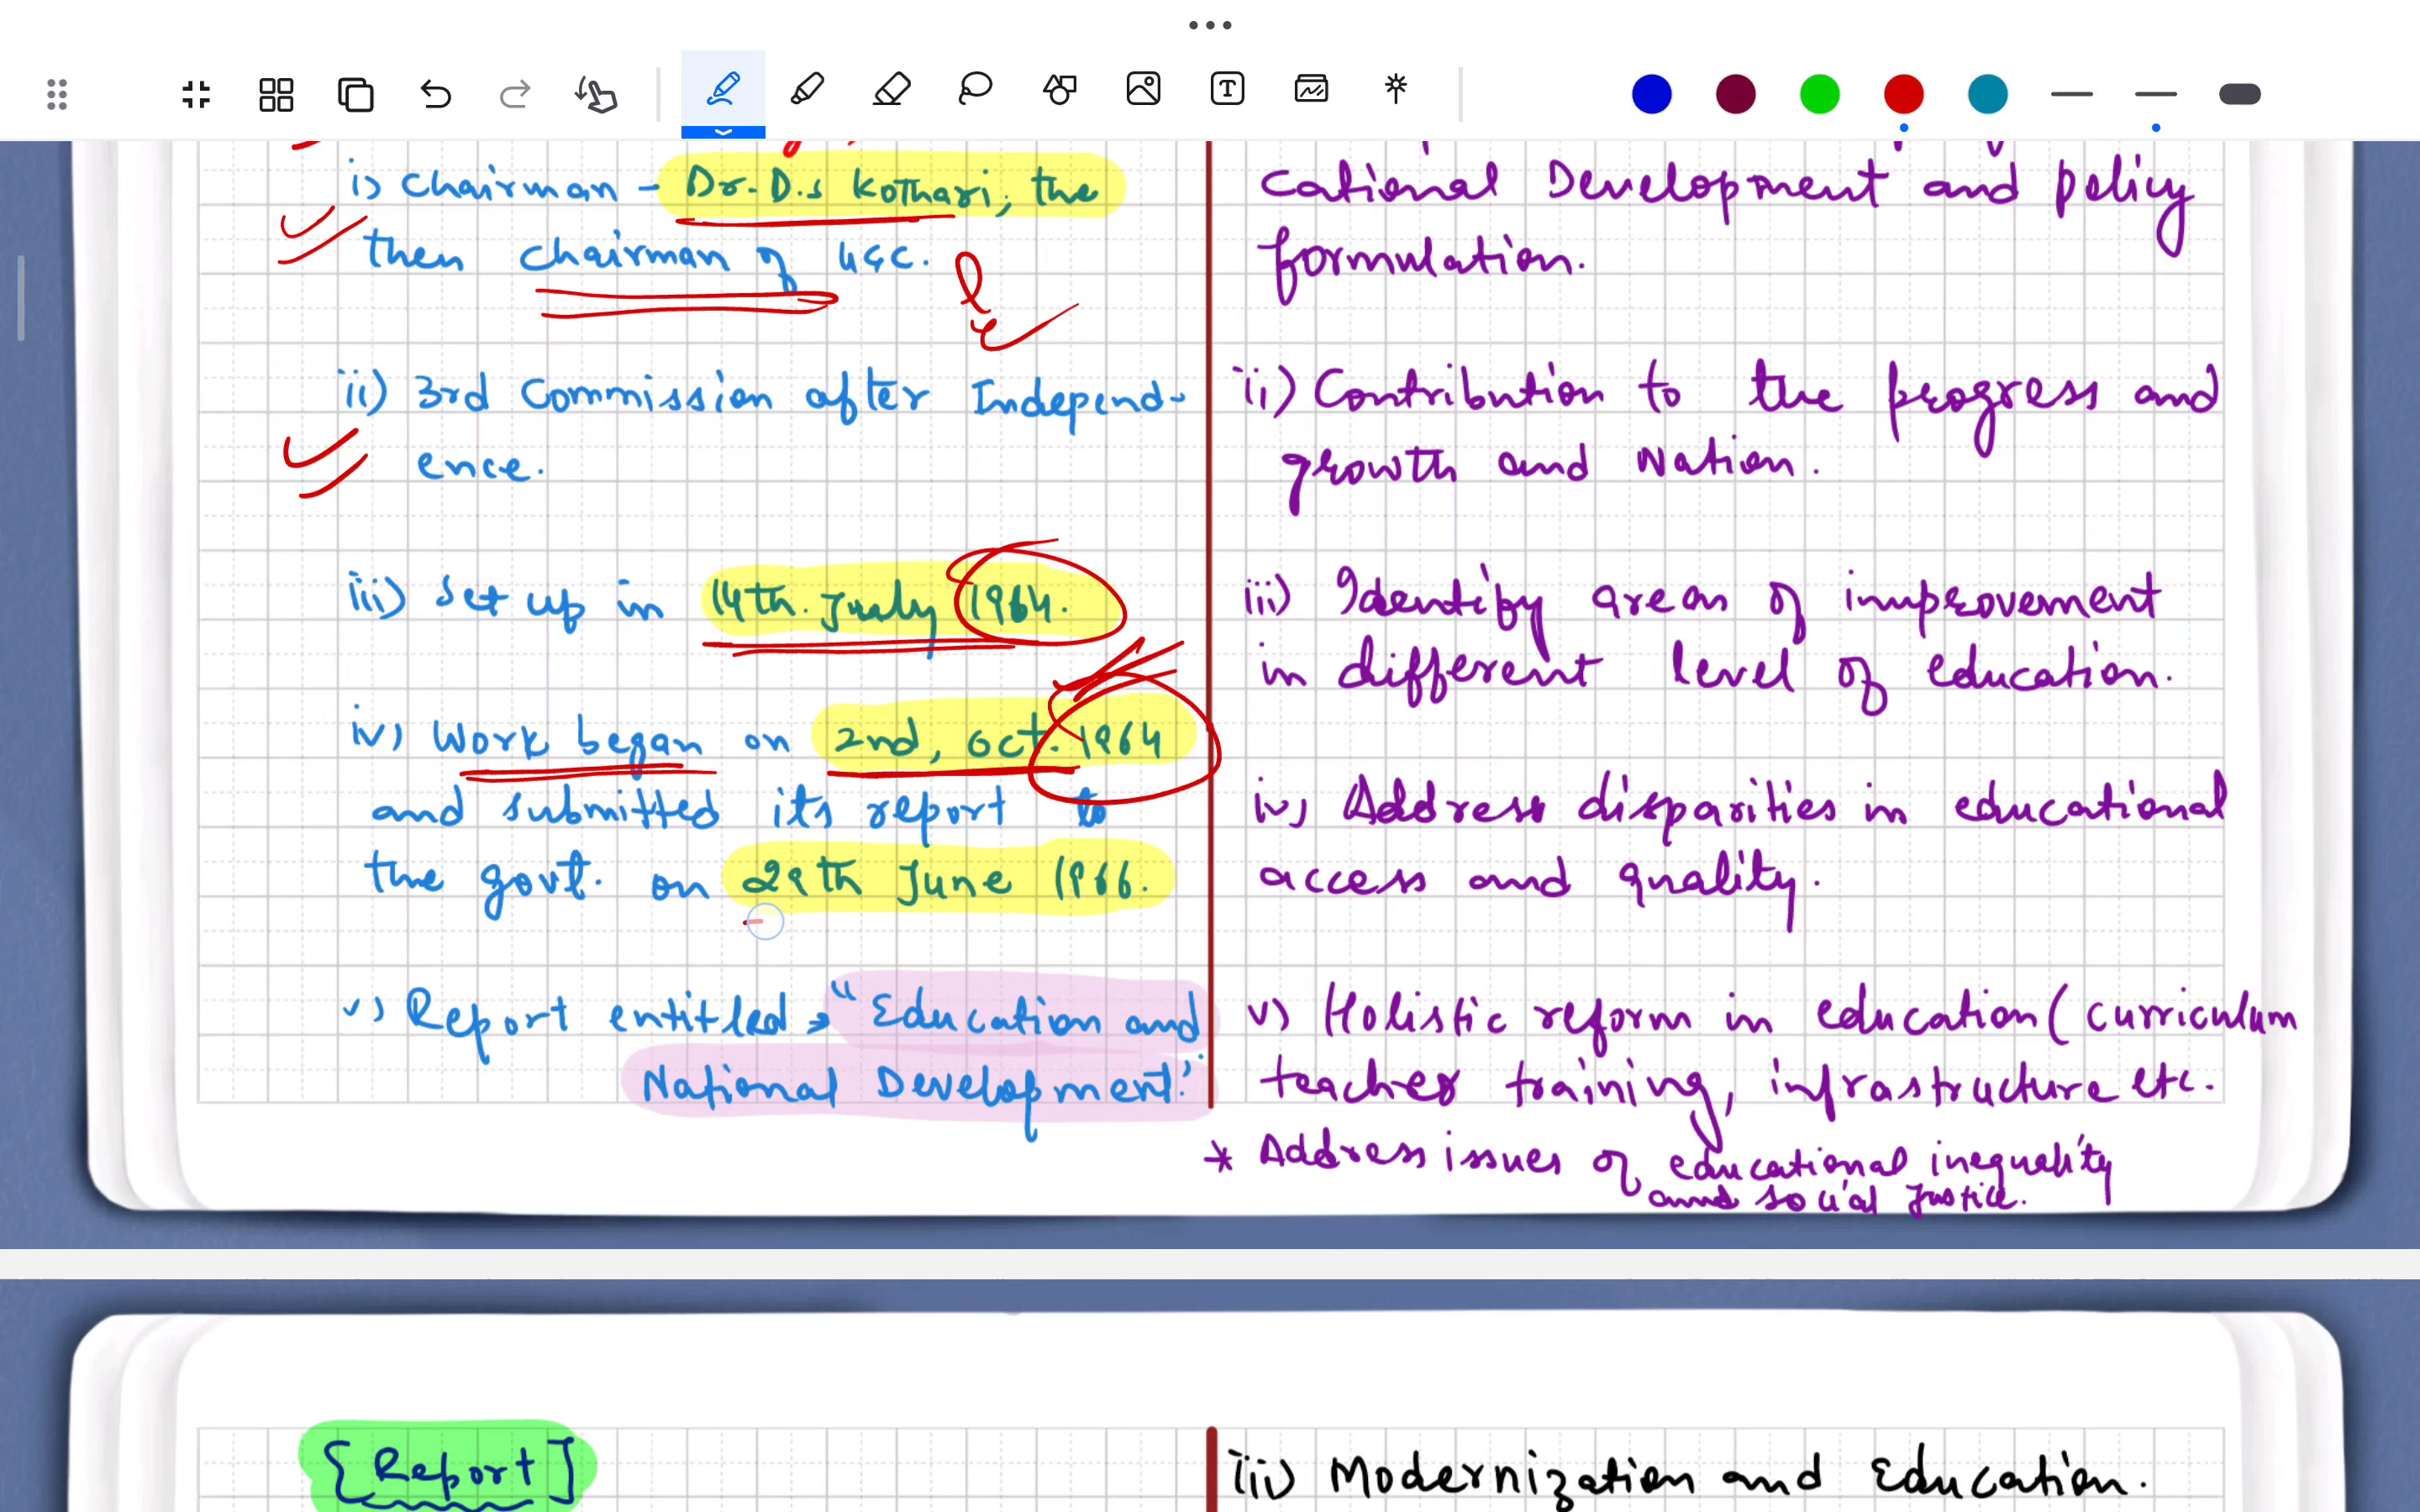 i) Chairman - Dr. D.s Kothari, the
then Chairman of UGC.
ii) 3rd Commission after Independ-
ence.
iii) Set up in 14th. July 1964.
iv) Work began on 2nd, Oct. 1964
and submitted its report to
the govt. on 29th June 1966.
v) Report entitled → "Education and
National Development."
cational Development and policy
formulation.
ii) Contribution to the progress and
growth and Nation.
iii) Identify areas of improvement
in different level of education.
iv) Address disparities in educational
access and quality.
v) Holistic reform in education (curriculum
teacher training, infrastructure etc.
* Address issues of educational inequality
and social justice.
{Report]
iii) Modernization and Education.